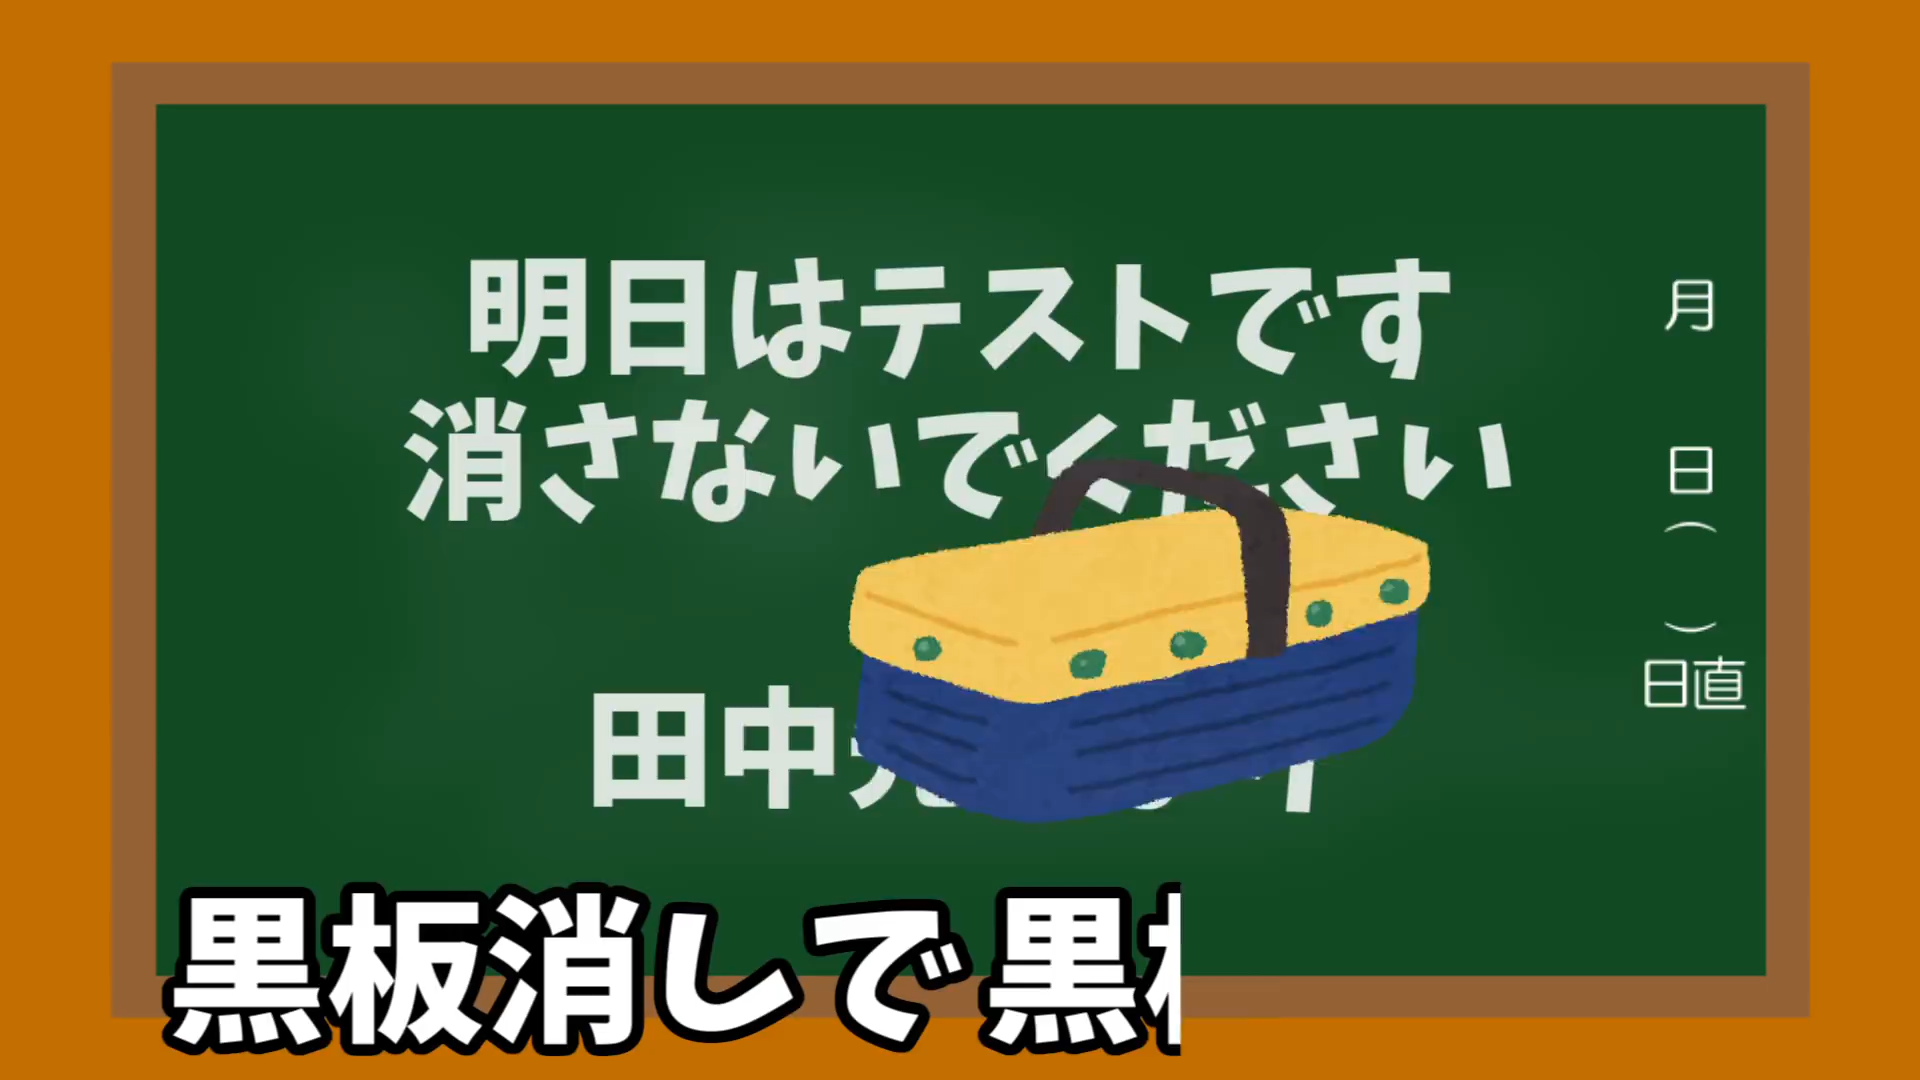 明日はテストです
消さないでください
田中
月
日
（
）
日直
黒板消しで黒